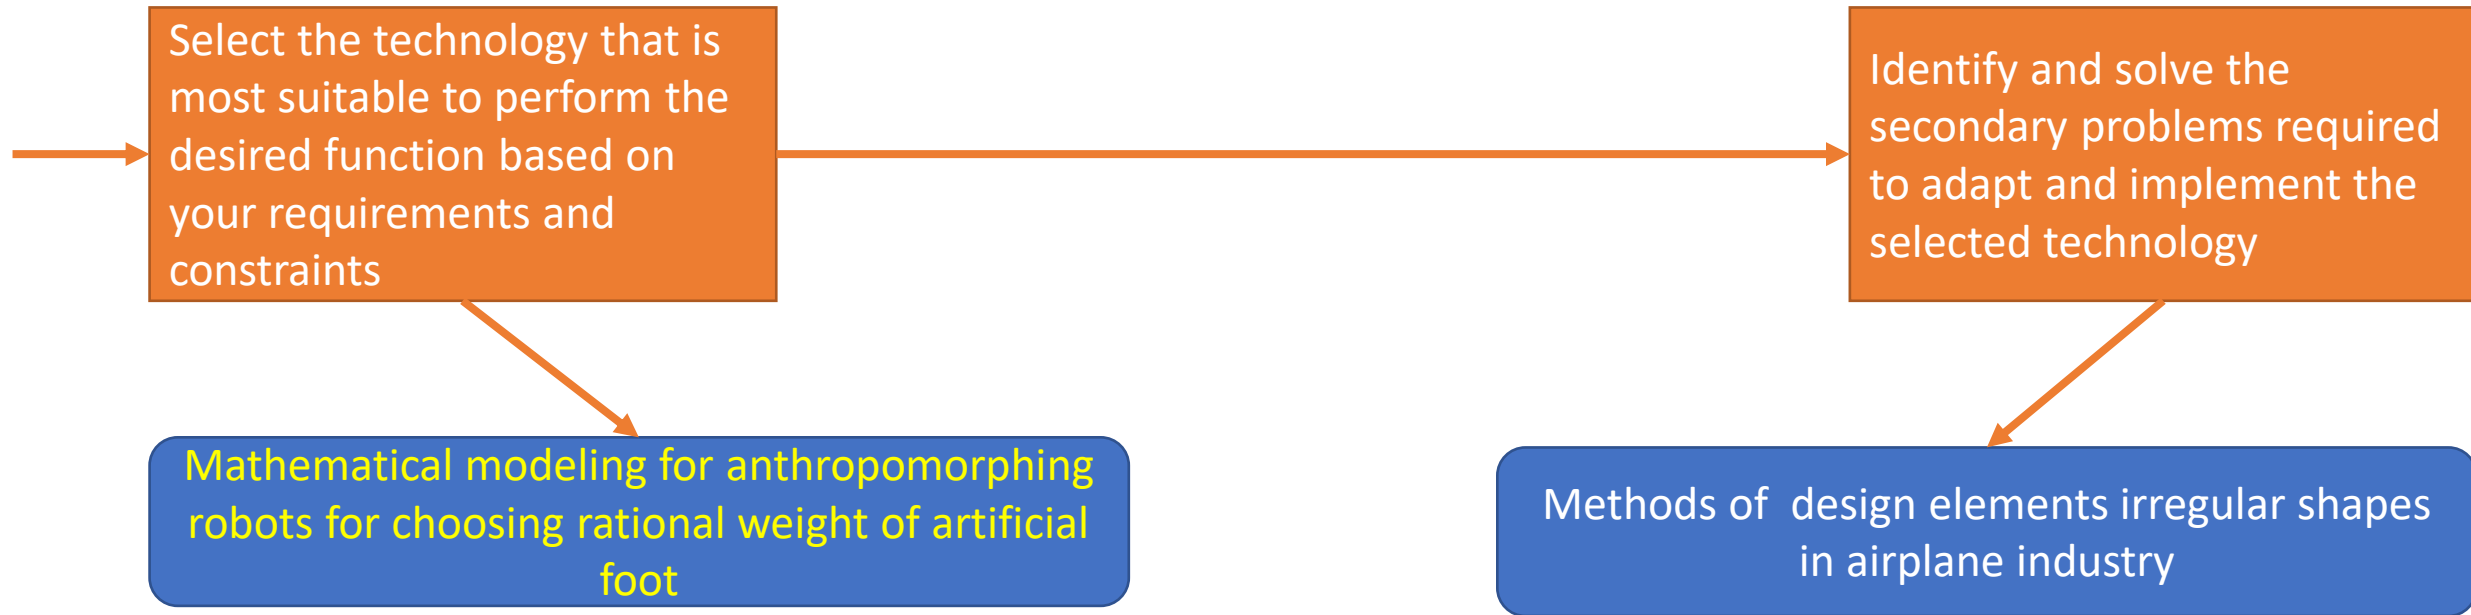 Select the technology that is
most suitable to perform the
desired function based on
your requirements and
constraints
Identify and solve the
secondary problems required
to adapt and implement the
selected technology
Mathematical modeling for anthropomorphing
robots for choosing rational weight of artificial
foot
Methods of  design elements irregular shapes
in airplane industry